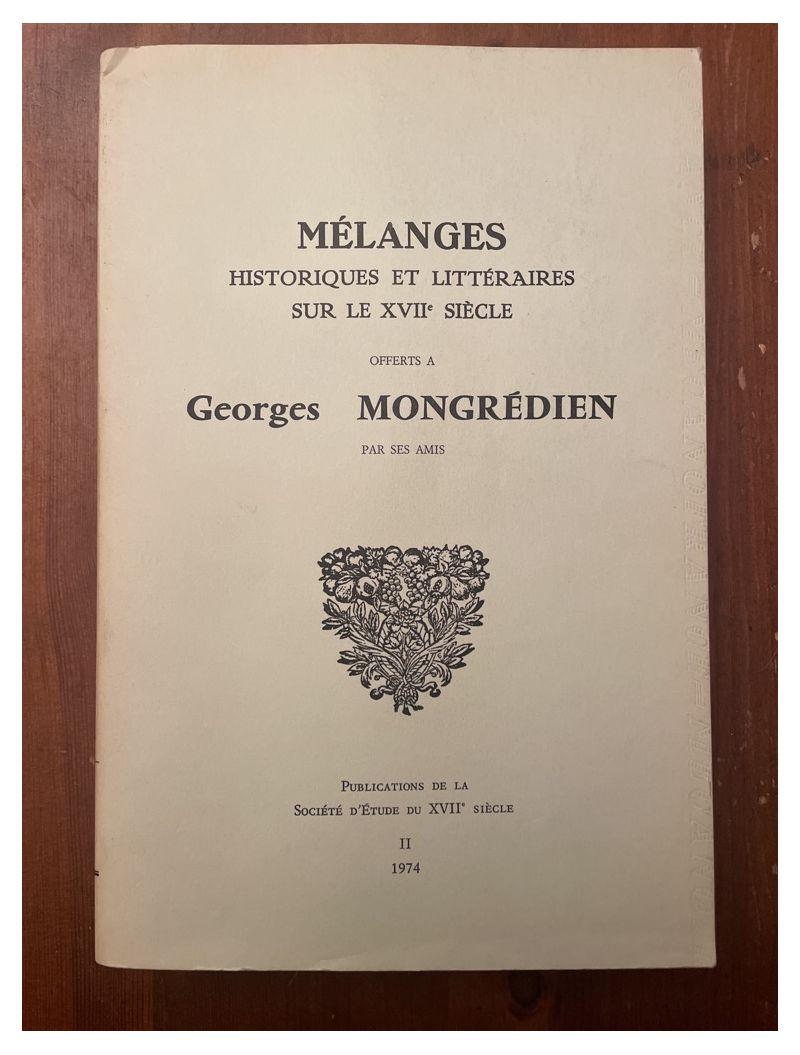 MÉLANGES
HISTORIQUES ET LITTÉRAIRES
SUR LE XVIIe SIÈCLE
OFFERTS A
Georges MONGRÉDIEN
PAR SES AMIS
Publications de la
Société d'Étude du XVIIe siècle
II
1974